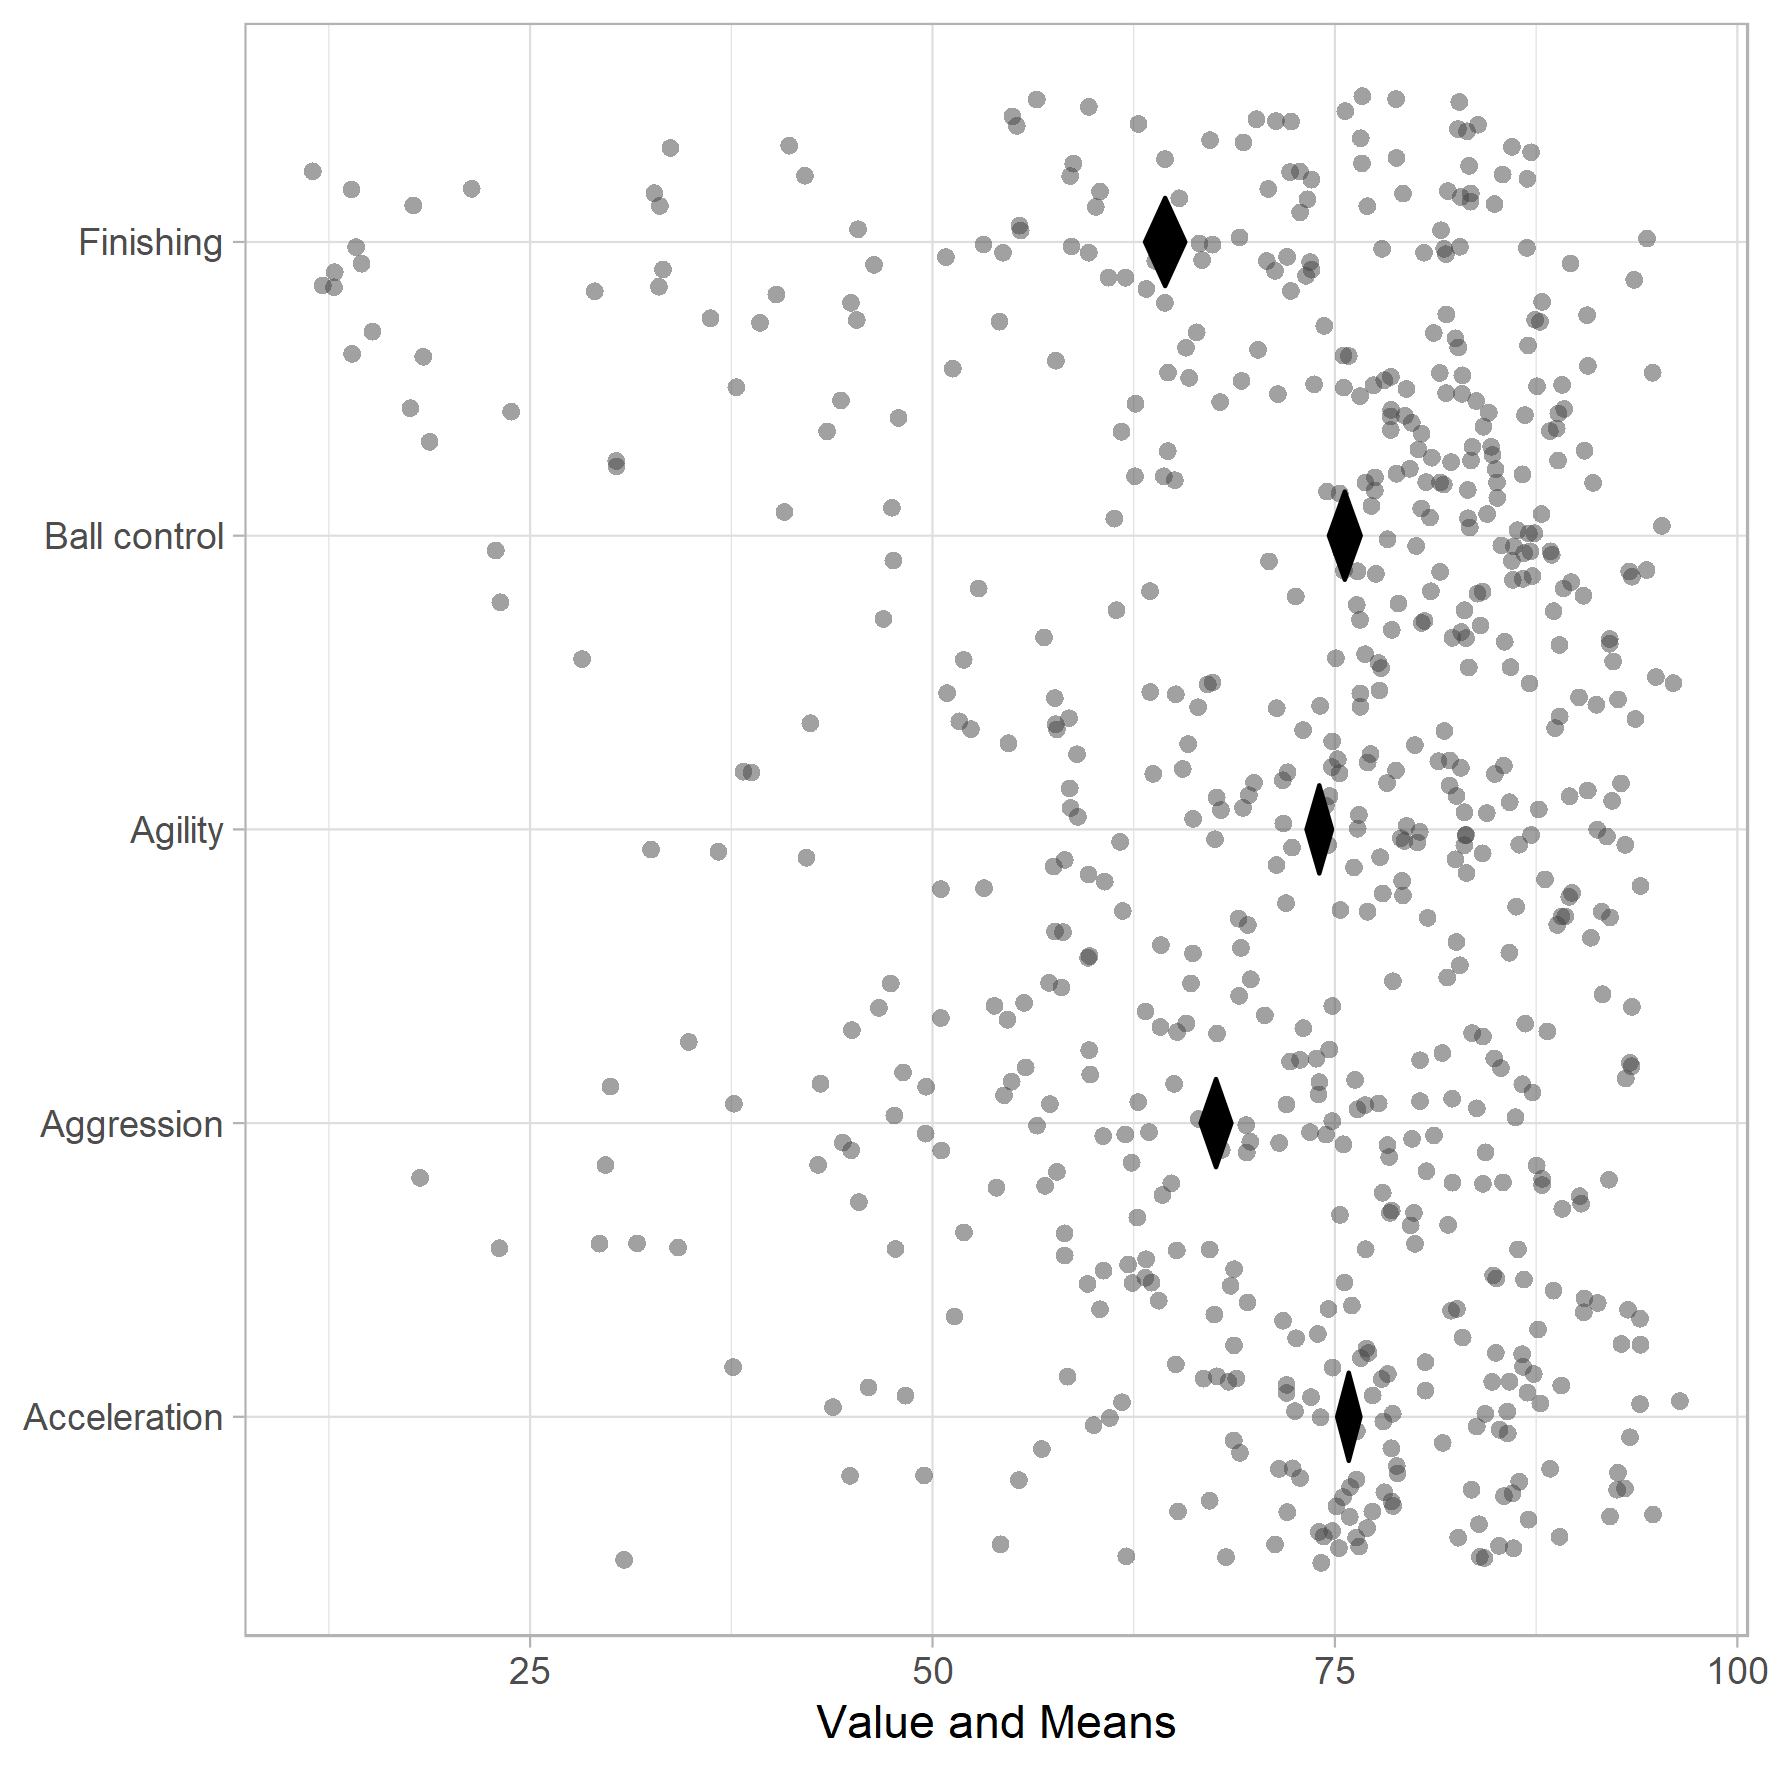 Finishing
Ball control
Agility
Aggression
Acceleration
25 50 75 100
Value and Means